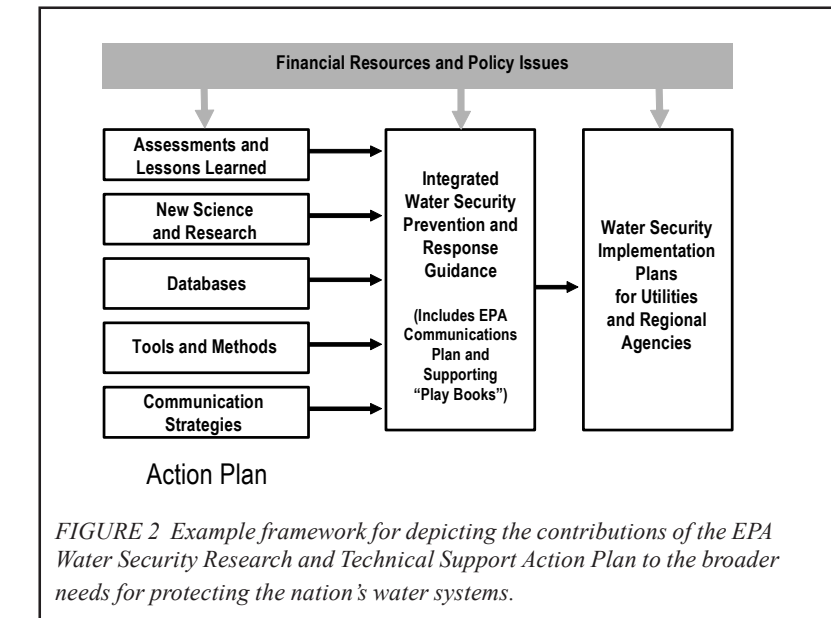 Financial Resources and Policy Issues
Assessments and
Lessons Learned
New Science
and Research
Databases
Tools and Methods
Communication
Strategies
Action Plan
Integrated
Water Security
Prevention and
Response
Guidance
(Includes EPA
Communications
Plan and
Supporting
“Play Books”)
Water Security
Implementation
Plans
for Utilities
and Regional
Agencies
FIGURE 2 Example framework for depicting the contributions of the EPA
Water Security Research and Technical Support Action Plan to the broader
needs for protecting the nation’s water systems.